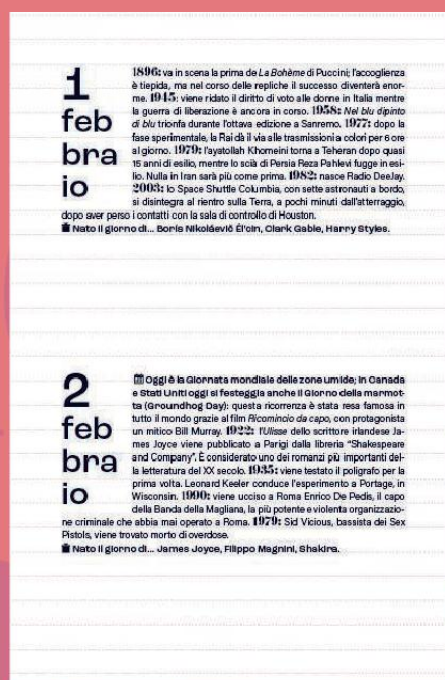 1
feb
bra
io
1896: va in scena la prima de La Bohème di Puccini; l'accoglienza
è tiepida, ma nel corso delle repliche il successo diventerà enor-
me. 1945: viene ridato il diritto di voto alle donne in Italia mentre
la guerra di liberazione è ancora in corso. 1958: Nel blu dipinto
di blu trionfa durante l'ottava edizione a Sanremo. 1977: dopo la
fase sperimentale, la Rai dà il via alle trasmissioni a colori per 6 ore
al giorno. 1979: l'ayatollah Khomeini torna a Teheran dopo quasi
15 anni di esilio, mentre lo scià di Persia Reza Pahlevi fugge in esi-
lio. Nulla in Iran sarà più come prima. 1982: nasce Radio DeeJay.
2003: lo Space Shuttle Columbia, con sette astronauti a bordo,
si disintegra al rientro sulla Terra, a pochi minuti dall'atterraggio,
dopo aver perso i contatti con la sala di controllo di Houston.
Nato il giorno di... Boris Nikoláevič Él'cin, Clark Gable, Harry Styles.
2
feb
bra
io
Oggi è la Giornata mondiale delle zone umide; in Canada
e Stati Uniti oggi si festeggia anche il Giorno della marmot-
ta (Groundhog Day): questa ricorrenza è stata resa famosa in
tutto il mondo grazie al film Ricomincio da capo, con protagonista
un mitico Bill Murray. 1922: l'Ulisse dello scrittore irlandese Ja-
mes Joyce viene pubblicato a Parigi dalla libreria "Shakespeare
and Company". È considerato uno dei romanzi più importanti del-
la letteratura del XX secolo. 1935: viene testato il poligrafo per la
prima volta. Leonard Keeler conduce l'esperimento a Portage, in
Wisconsin. 1990: viene ucciso a Roma Enrico De Pedis, il capo
della Banda della Magliana, la più potente e violenta organizzazio-
ne criminale che abbia mai operato a Roma. 1979: Sid Vicious, bassista dei Sex
Pistols, viene trovato morto di overdose.
Nato il giorno di... James Joyce, Filippo Magnini, Shakira.